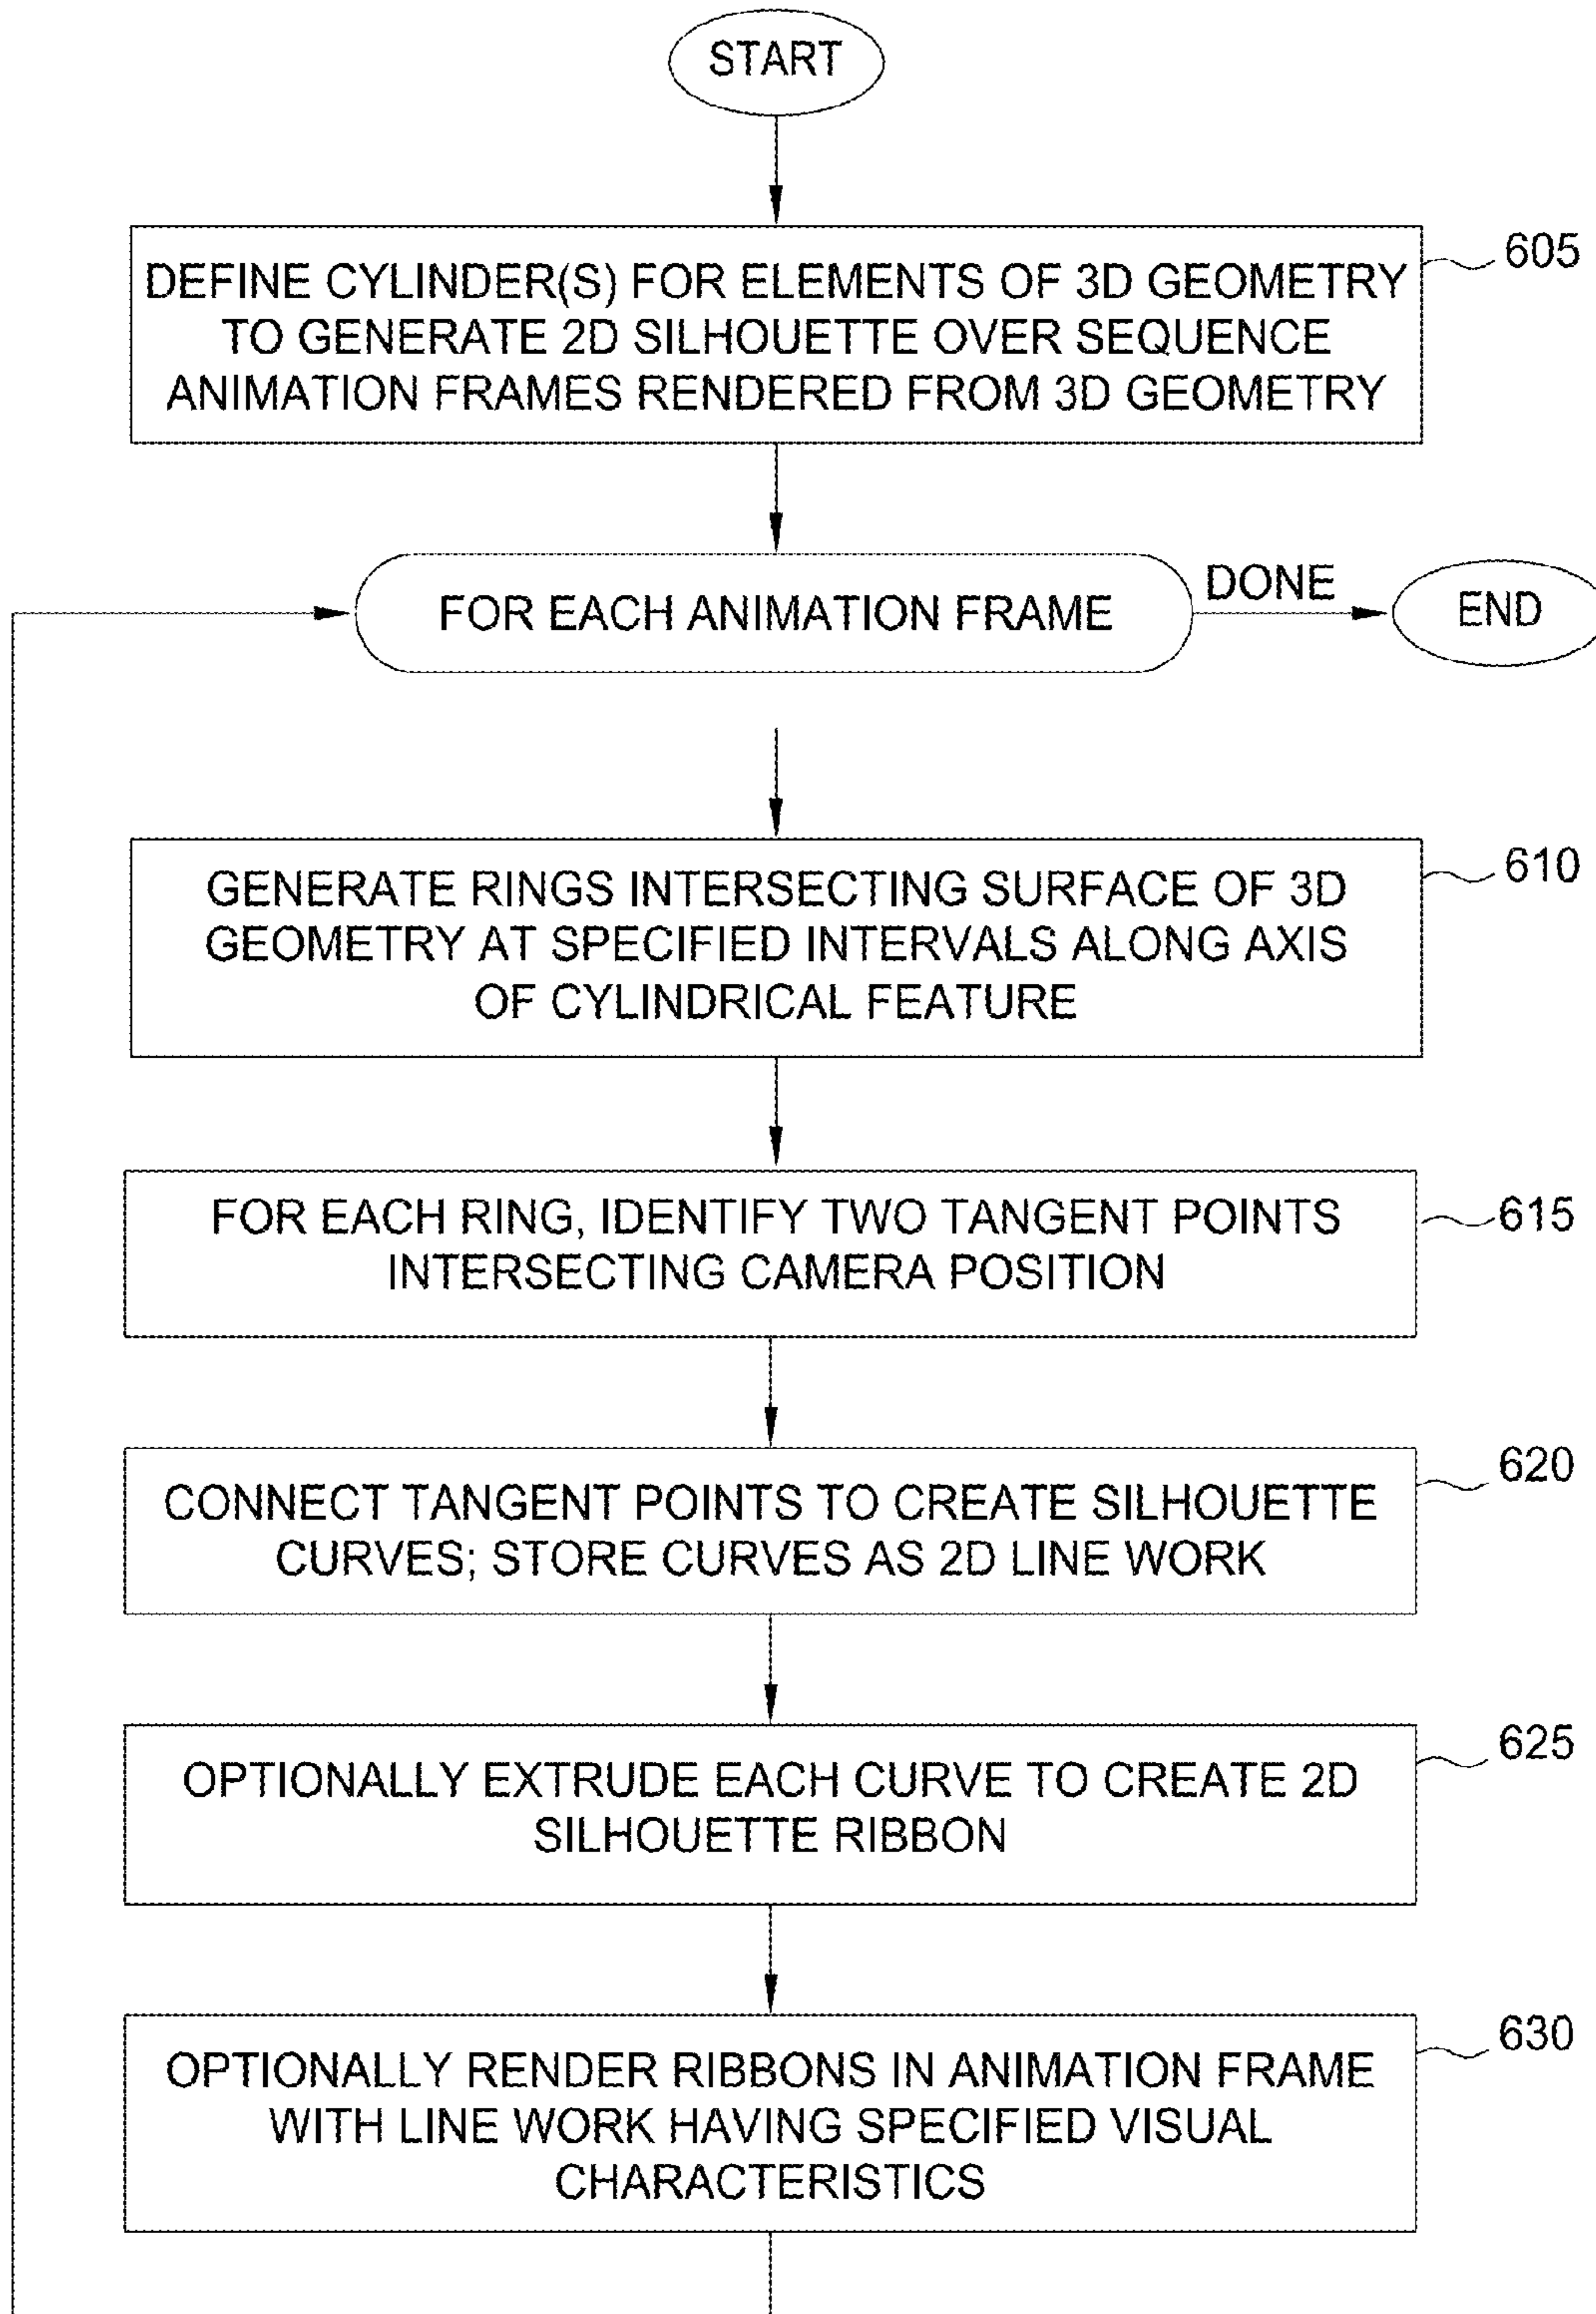 START
DEFINE CYLINDER(S) FOR ELEMENTS OF 3D GEOMETRY
TO GENERATE 2D SILHOUETTE OVER SEQUENCE
ANIMATION FRAMES RENDERED FROM 3D GEOMETRY
605
FOR EACH ANIMATION FRAME
DONE
END
GENERATE RINGS INTERSECTING SURFACE OF 3D
GEOMETRY AT SPECIFIED INTERVALS ALONG AXIS
OF CYLINDRICAL FEATURE
610
FOR EACH RING, IDENTIFY TWO TANGENT POINTS
INTERSECTING CAMERA POSITION
615
CONNECT TANGENT POINTS TO CREATE SILHOUETTE
CURVES; STORE CURVES AS 2D LINE WORK
620
OPTIONALLY EXTRUDE EACH CURVE TO CREATE 2D
SILHOUETTE RIBBON
625
OPTIONALLY RENDER RIBBONS IN ANIMATION FRAME
WITH LINE WORK HAVING SPECIFIED VISUAL
CHARACTERISTICS
630